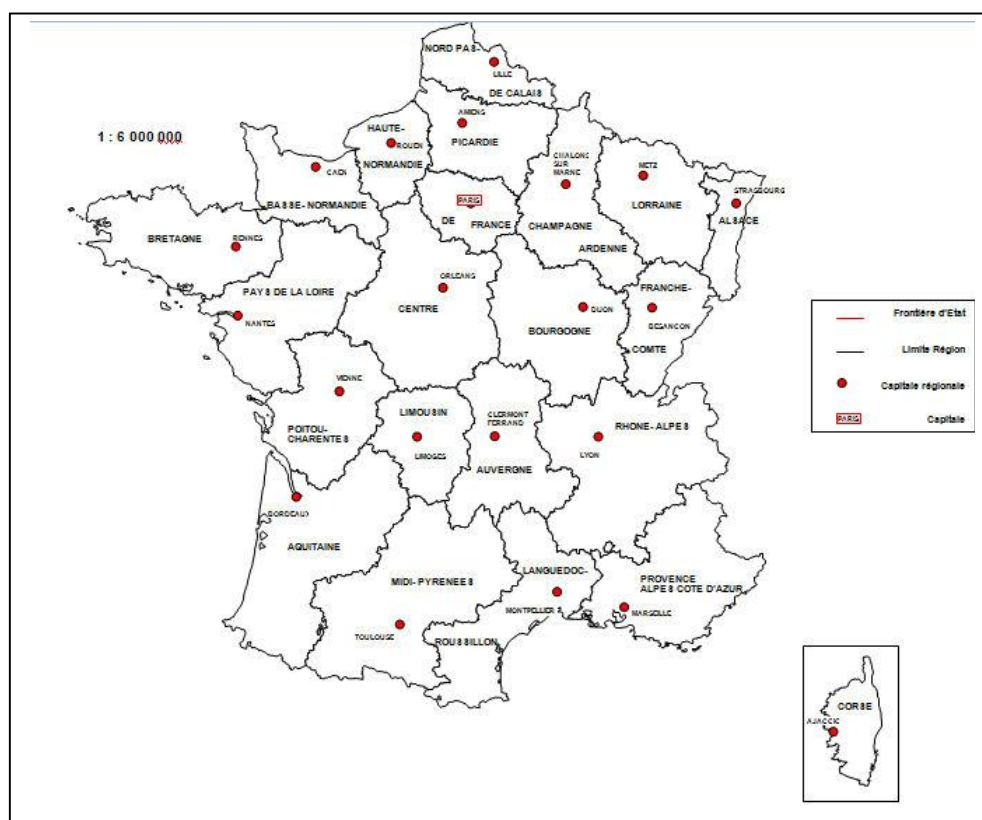 NORD PAS-
LILLE
DE CALAIS
AMIENS
PICARDIE
1 : 6 000 000
HAUTE-
ROUEN
NORMANDIE
CAEN
BASSE- NORMANDIE
CHALONS
SUR
MARNE
METZ
LORRAINE
STRASBOURG
ALSACE
PARIS
DE FRANCE
CHAMPAGNE
ARDENNE
BRETAGNE
RENNES
PAYS DE LA LOIRE
NANTES
ORLEANS
CENTRE
DIJON
BOURGOGNE
FRANCHE-
BESANCON
COMTE
Frontière d'Etat
Limite Région
Capitale régionale
PARIS
Capitale
VIENNE
POITOU-
CHARENTES
LIMOUSIN
LIMOGES
CLERMONT
FERRAND
AUVERGNE
RHONE- ALPES
LYON
BORDEAUX
AQUITAINE
MIDI- PYRENEES
TOULOUSE
LANGUEDOC-
MONTPELLIER
ROUSSILLON
PROVENCE
ALPES COTE D'AZUR
MARSEILLE
CORSE
AJACCIO